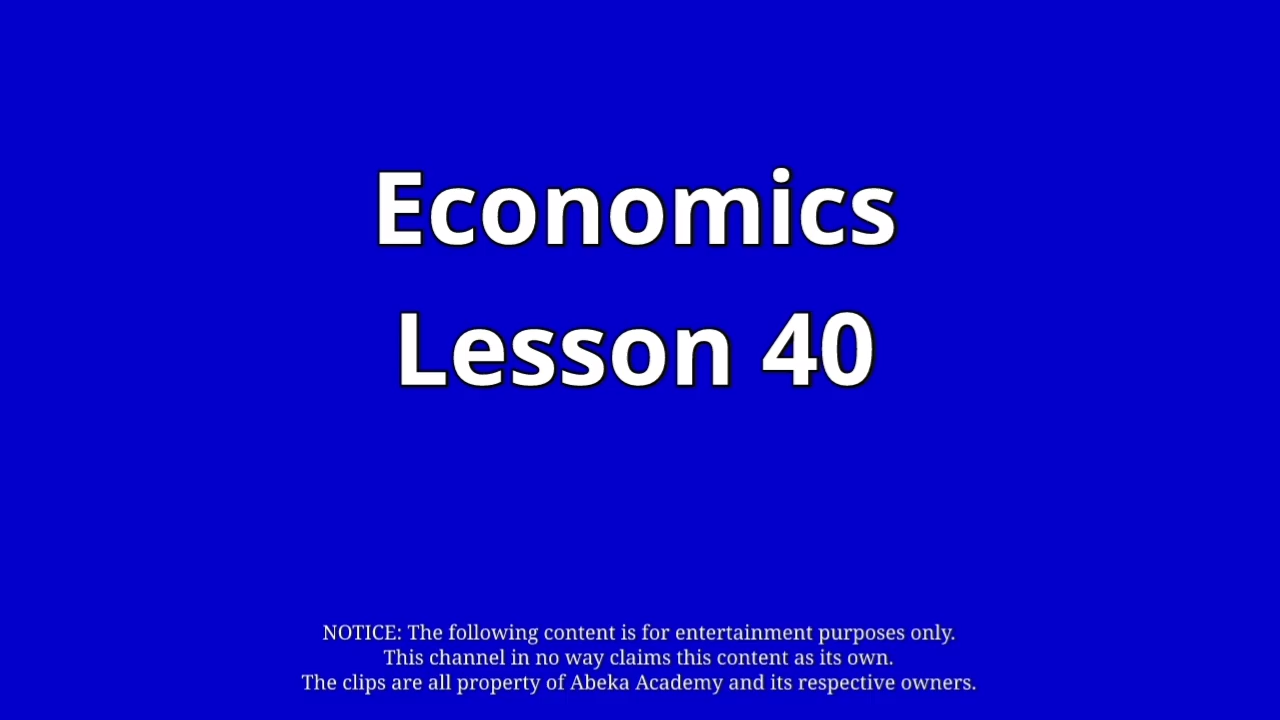 Economics
Lesson 40
NOTICE: The following content is for entertainment purposes only.
This channel in no way claims this content as its own.
The clips are all property of Abeka Academy and its respective owners.